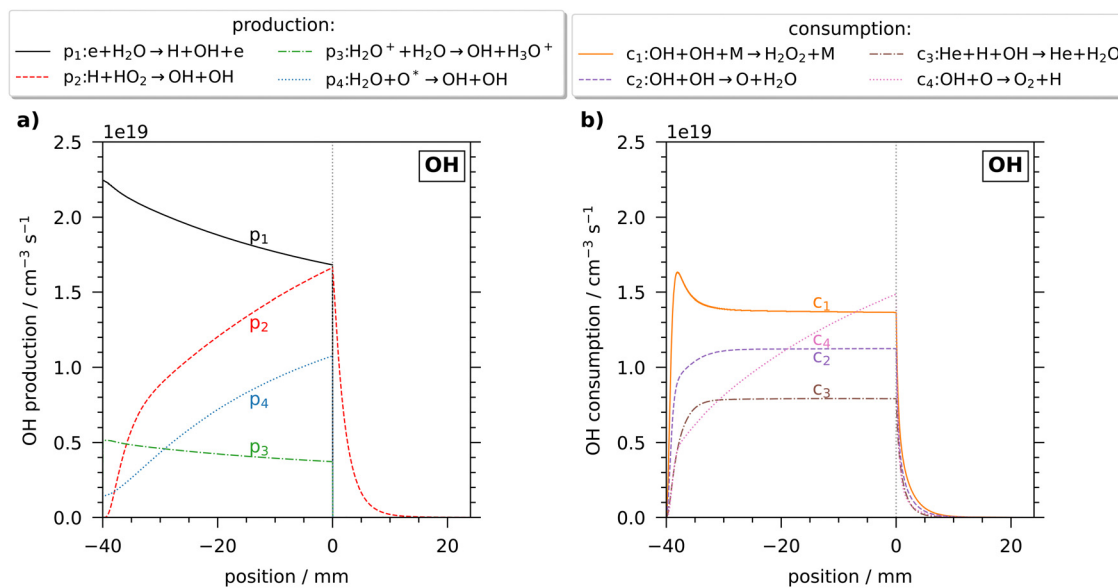 production:
p₁:e+H₂O→H+OH+e
p₃:H₂O⁺+H₂O→OH+H₃O⁺
p₂:H+HO₂→OH+OH
p₄:H₂O+O*→OH+OH
consumption:
c₁:OH+OH+M→H₂O₂+M
c₃:He+H+OH→He+H₂O
c₂:OH+OH→O+H₂O
c₄:OH+O→O₂+H
a)
1e19
OH
2.5
2.0
1.5
1.0
0.5
0.0
OH production / cm⁻³ s⁻¹
p₁
p₂
p₄
p₃
−40
−20
0
20
position / mm
b)
1e19
OH
2.5
2.0
1.5
1.0
0.5
0.0
OH consumption / cm⁻³ s⁻¹
c₁
c₄
c₂
c₃
−40
−20
0
20
position / mm